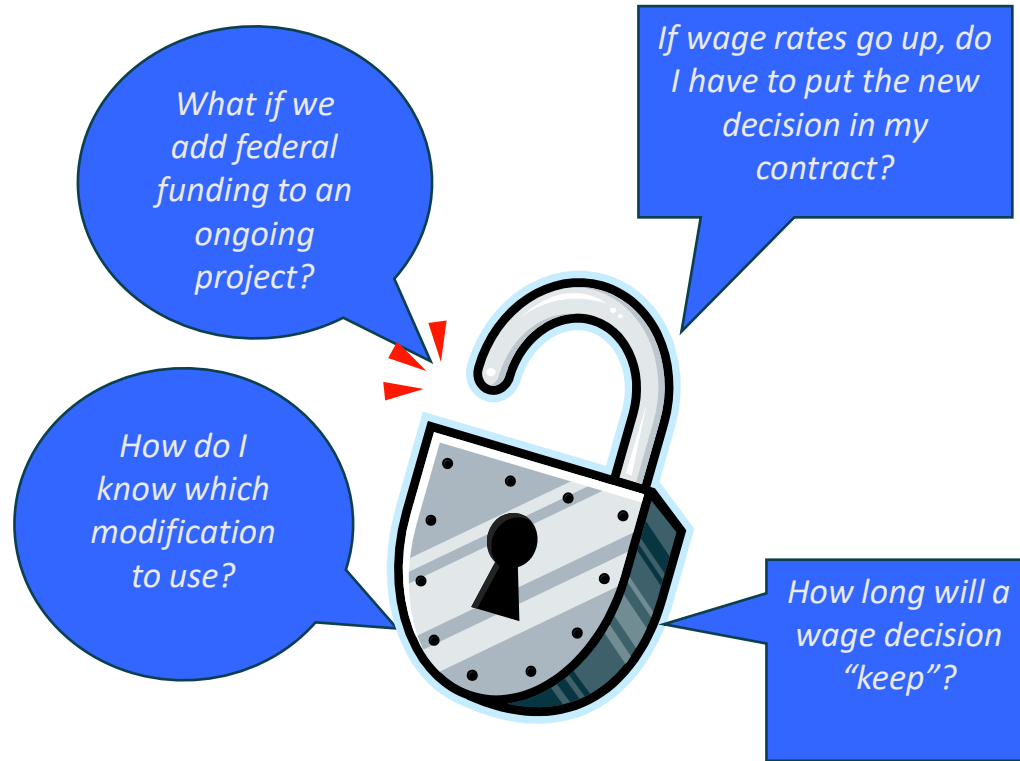 What if we
add federal
funding to an
ongoing
project?
If wage rates go up, do
I have to put the new
decision in my
contract?
How do I
know which
modification
to use?
How long will a
wage decision
“keep”?